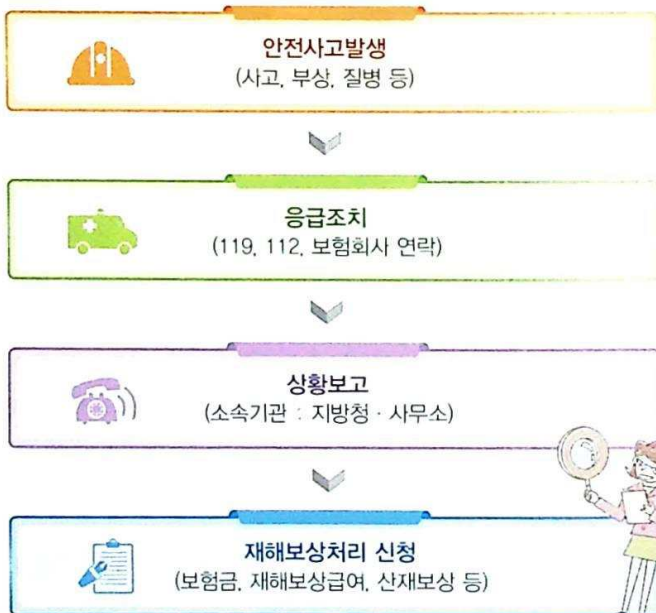 안전사고발생
(사고, 부상, 질병 등)
응급조치
(119, 112, 보험회사 연락)
상황보고
(소속기관 : 지방청 · 사무소)
재해보상처리 신청
(보험금, 재해보상급여, 산재보상 등)